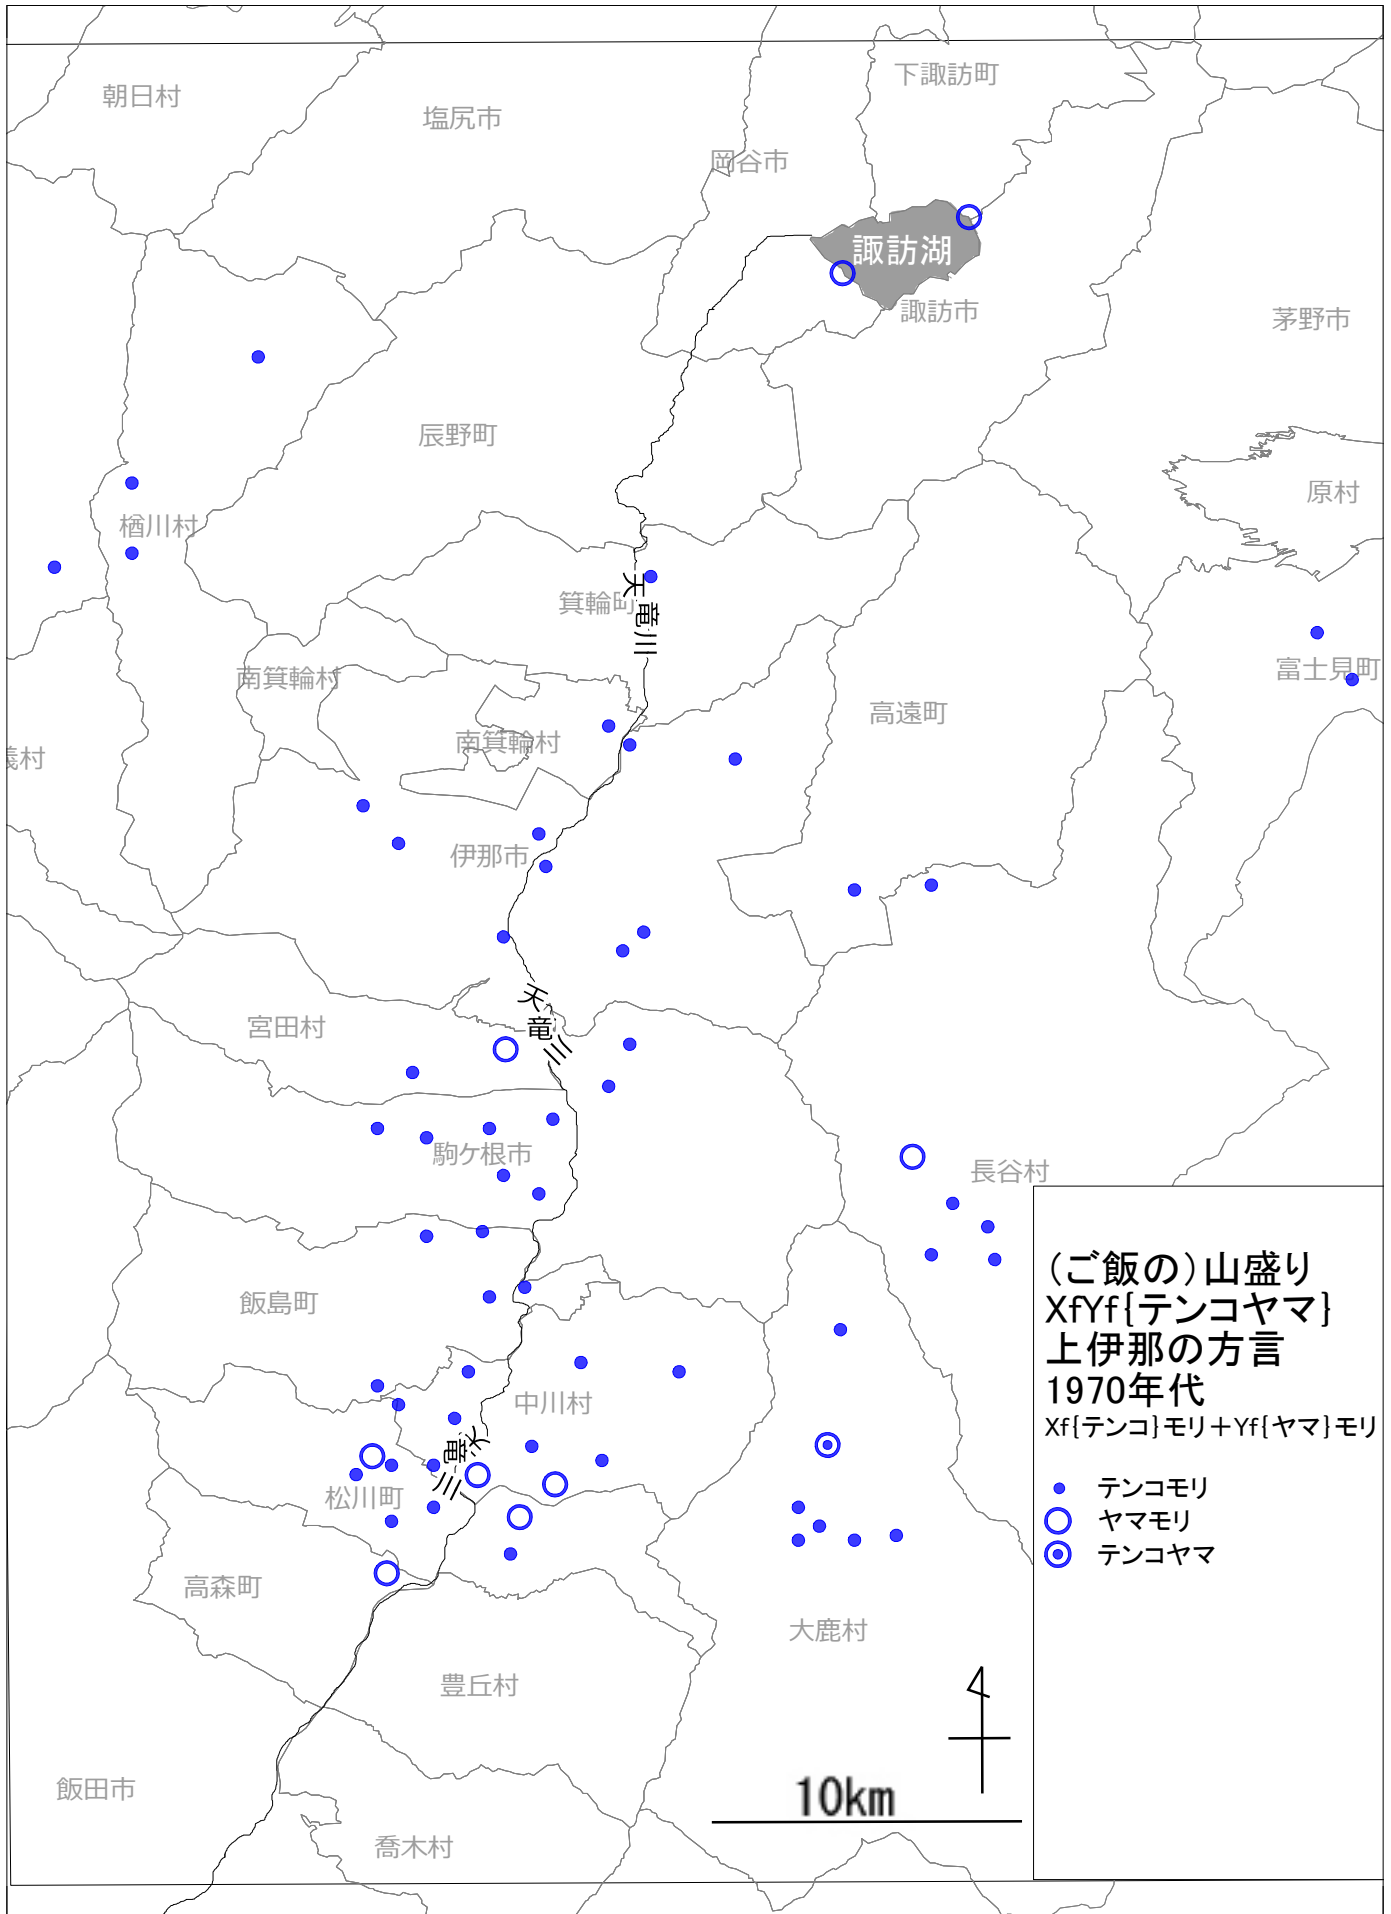 朝日村
塩尻市
下諏訪町
岡谷市
諏訪湖
諏訪市
茅野市
辰野町
原村
楢川村
箕輪町
天竜川
南箕輪村
富士見町
高遠町
南箕輪村
義村
伊那市
天竜川
宮田村
駒ケ根市
長谷村
飯島町
中川村
天竜川
松川町
高森町
大鹿村
豊丘村
飯田市
喬木村
10km
（ご飯の）山盛り
XfYf{テンコヤマ}
上伊那の方言
1970年代
Xf{テンコ}モリ＋Yf{ヤマ}モリ
テンコモリ
ヤマモリ
テンコヤマ